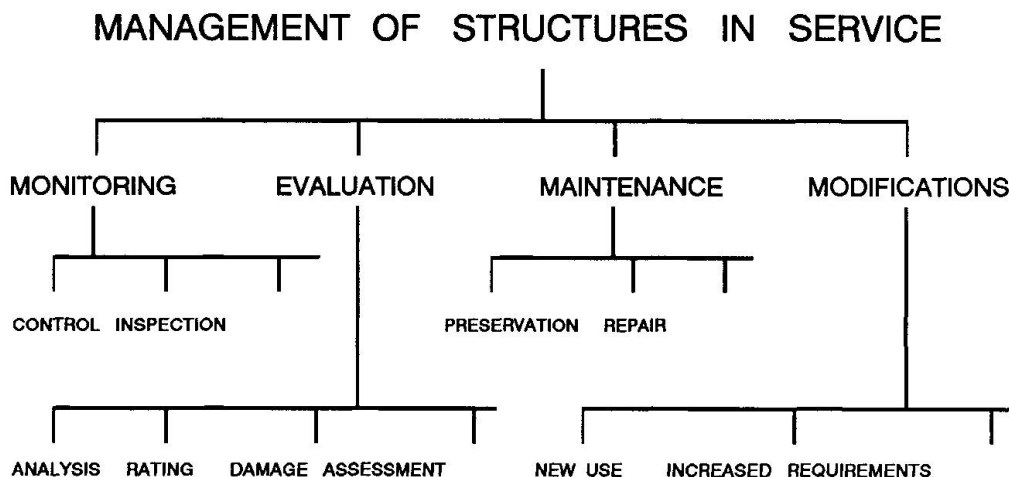 MANAGEMENT OF STRUCTURES IN SERVICE
MONITORING EVALUATION MAINTENANCE MODIFICATIONS
CONTROL INSPECTION PRESERVATION REPAIR
ANALYSIS RATING DAMAGE ASSESSMENT NEW USE INCREASED REQUIREMENTS